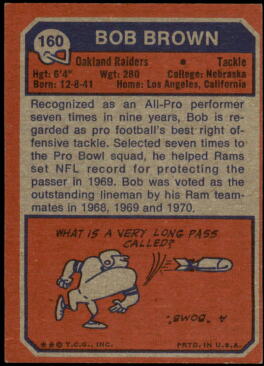 160
BOB BROWN
Oakland Raiders • Tackle
Hgt: 6'4" Wgt: 280 College: Nebraska
Born: 12-8-41 Home: Los Angeles, California
Recognized as an All-Pro performer
seven times in nine years, Bob is re-
garded as pro football's best right of-
fensive tackle. Selected seven times to
the Pro Bowl squad, he helped Rams
set NFL record for protecting the
passer in 1969. Bob was voted as the
outstanding lineman by his Ram team-
mates in 1968, 1969 and 1970.
WHAT IS A VERY LONG PASS
CALLED?
A "BOMB".
★★© T.C.G., INC. PRTD. IN U.S.A.